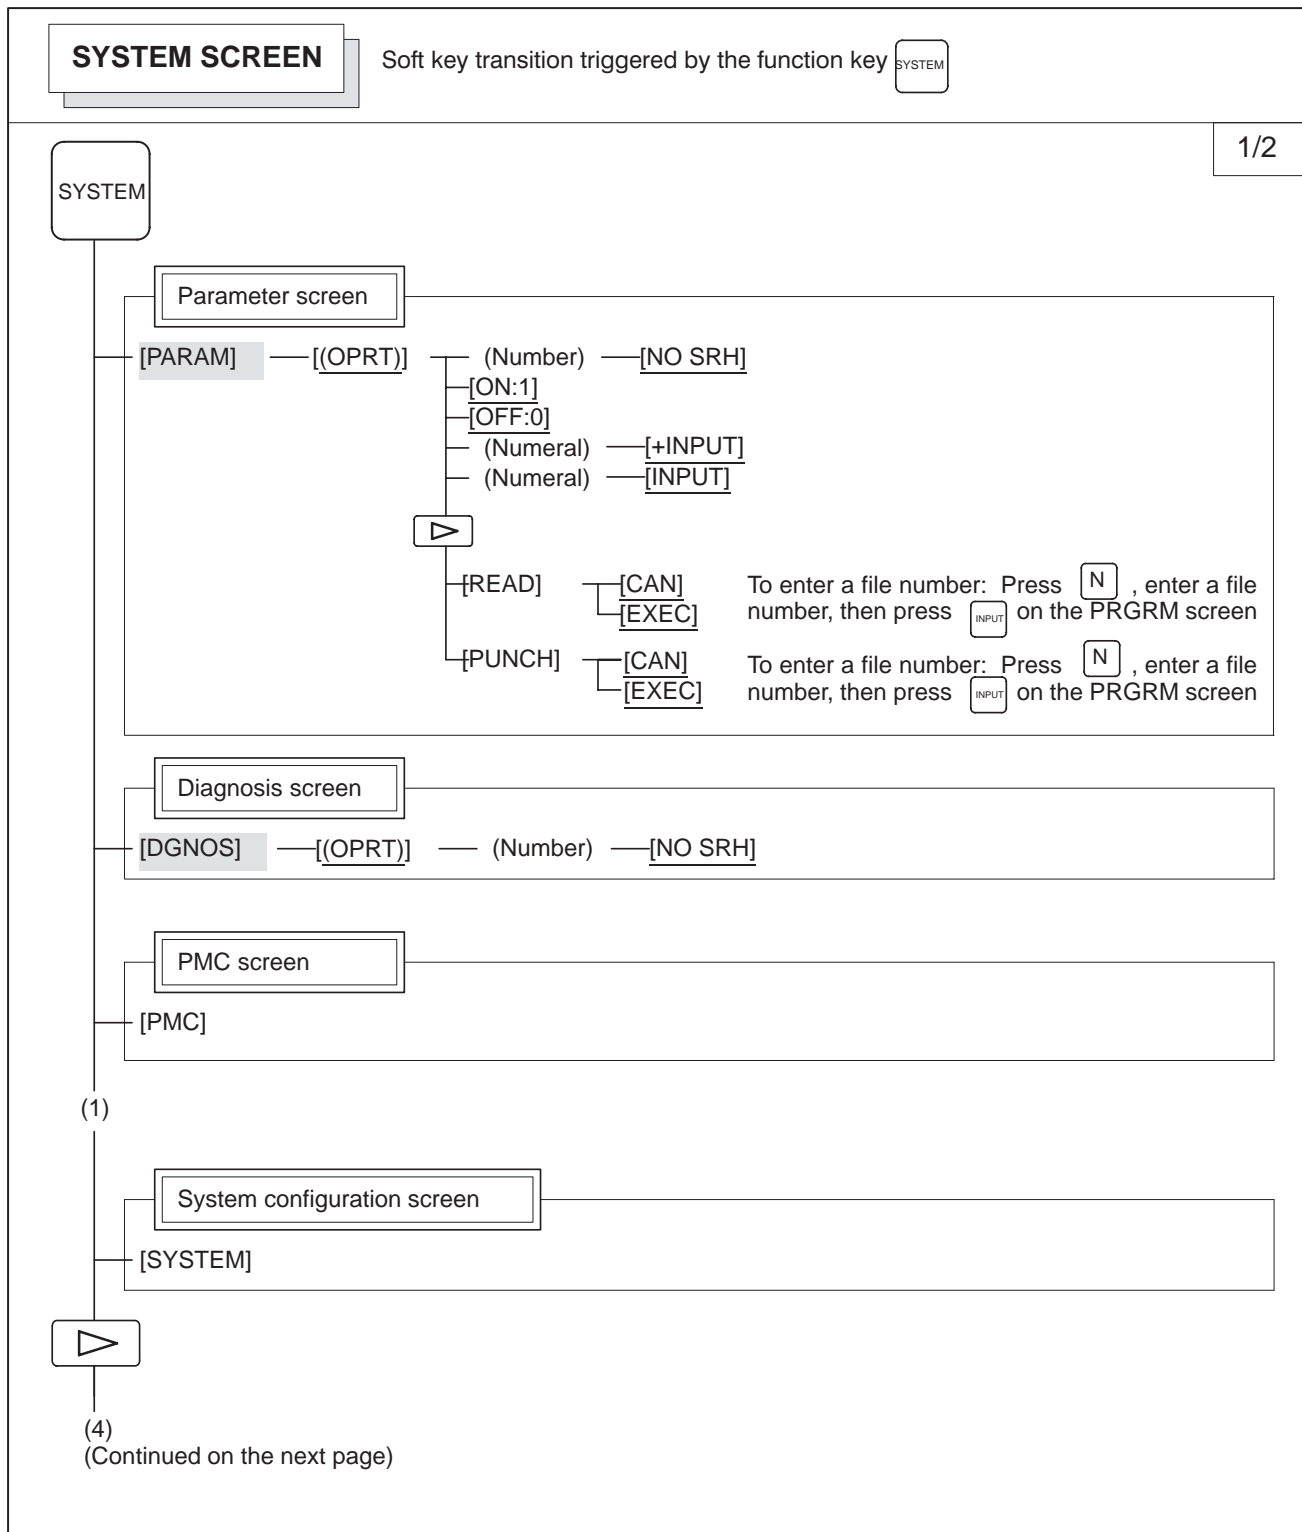 SYSTEM SCREEN
Soft key transition triggered by the function key SYSTEM
1/2
SYSTEM
Parameter screen
[PARAM] [(OPRT)] (Number) [NO SRH]
[ON:1]
[OFF:0]
(Numeral) [+INPUT]
(Numeral) [INPUT]
[READ] [CAN] To enter a file number: Press N , enter a file
[EXEC] number, then press INPUT on the PRGRM screen
[PUNCH] [CAN] To enter a file number: Press N , enter a file
[EXEC] number, then press INPUT on the PRGRM screen
Diagnosis screen
[DGNOS] [(OPRT)] (Number) [NO SRH]
PMC screen
[PMC]
(1)
System configuration screen
[SYSTEM]
(4)
(Continued on the next page)